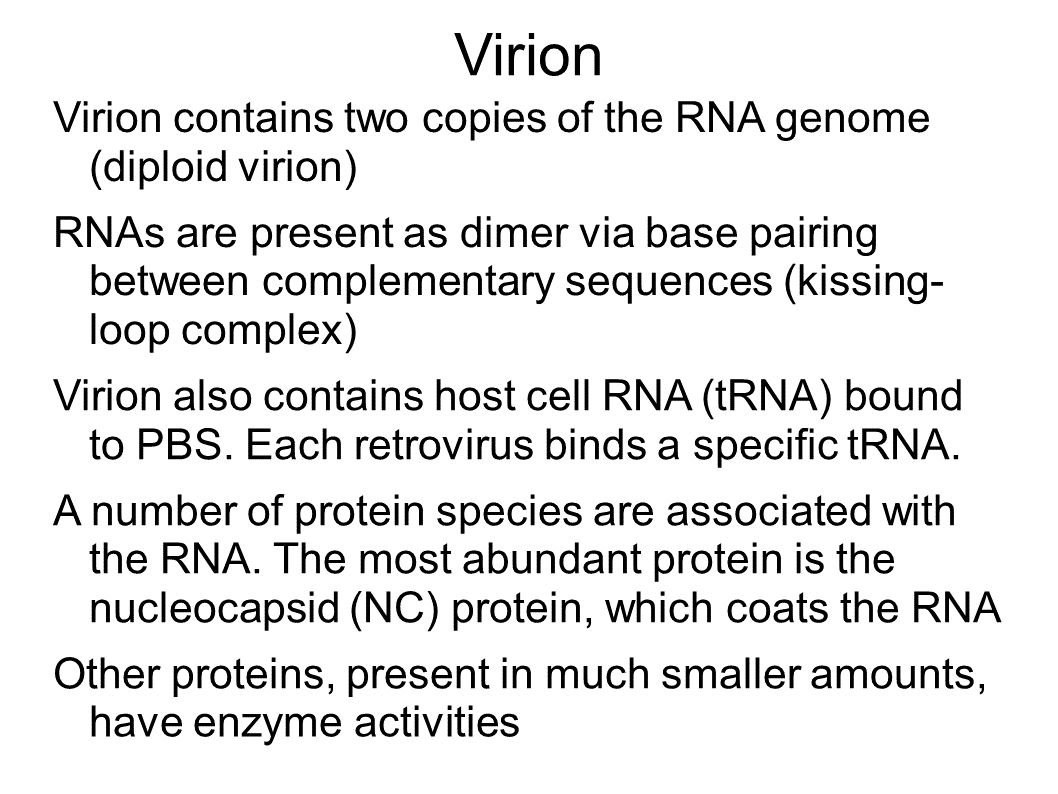 Virion
Virion contains two copies of the RNA genome
(diploid virion)
RNAs are present as dimer via base pairing
between complementary sequences (kissing-
loop complex)
Virion also contains host cell RNA (tRNA) bound
to PBS. Each retrovirus binds a specific tRNA.
A number of protein species are associated with
the RNA. The most abundant protein is the
nucleocapsid (NC) protein, which coats the RNA
Other proteins, present in much smaller amounts,
have enzyme activities